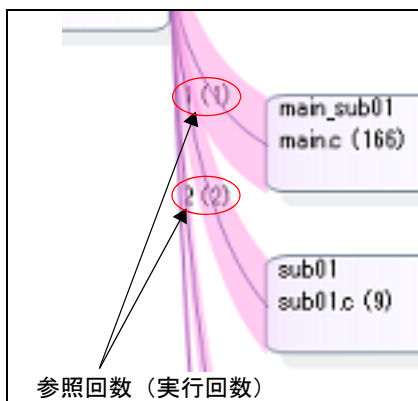 1 (1)
main_sub01
main.c (166)
2 (2)
sub01
sub01.c (9)
参照回数（実行回数）